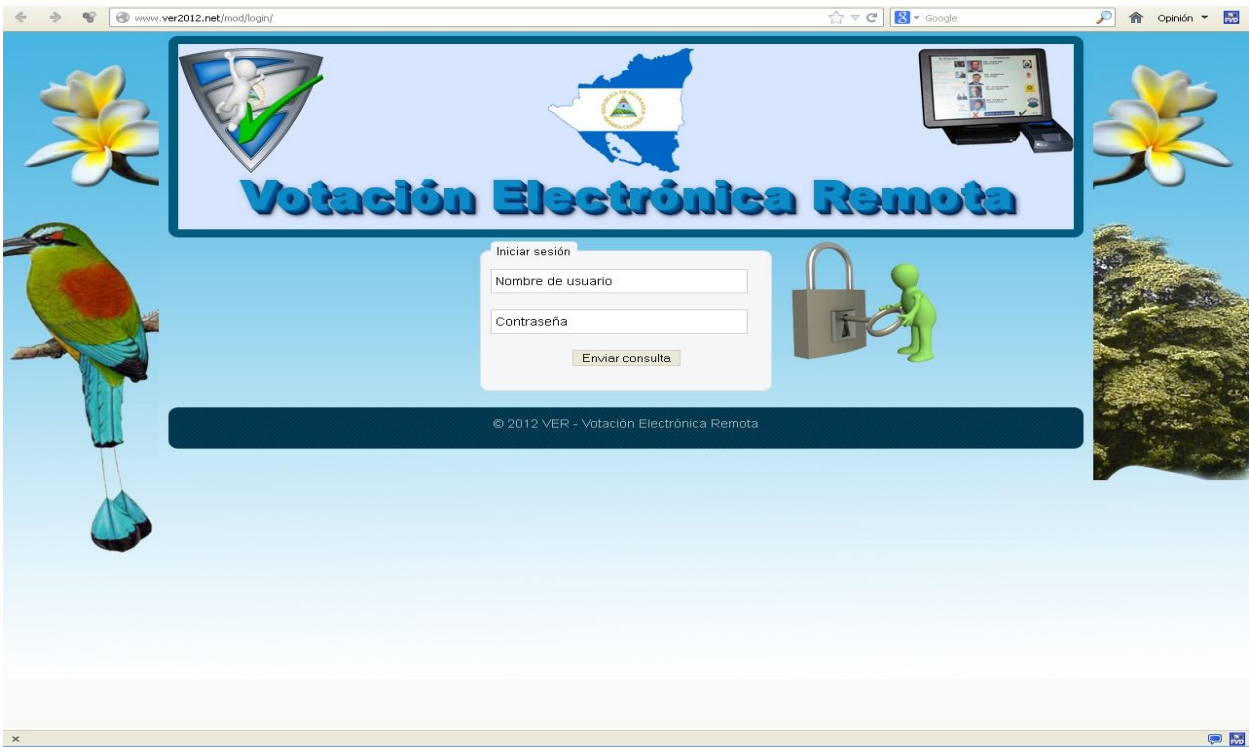 www.ver2012.net/mod/login/
Google
Opinión
Votación Electrónica Remota
Iniciar sesión
Nombre de usuario
Contraseña
Enviar consulta
© 2012 VER - Votación Electrónica Remota